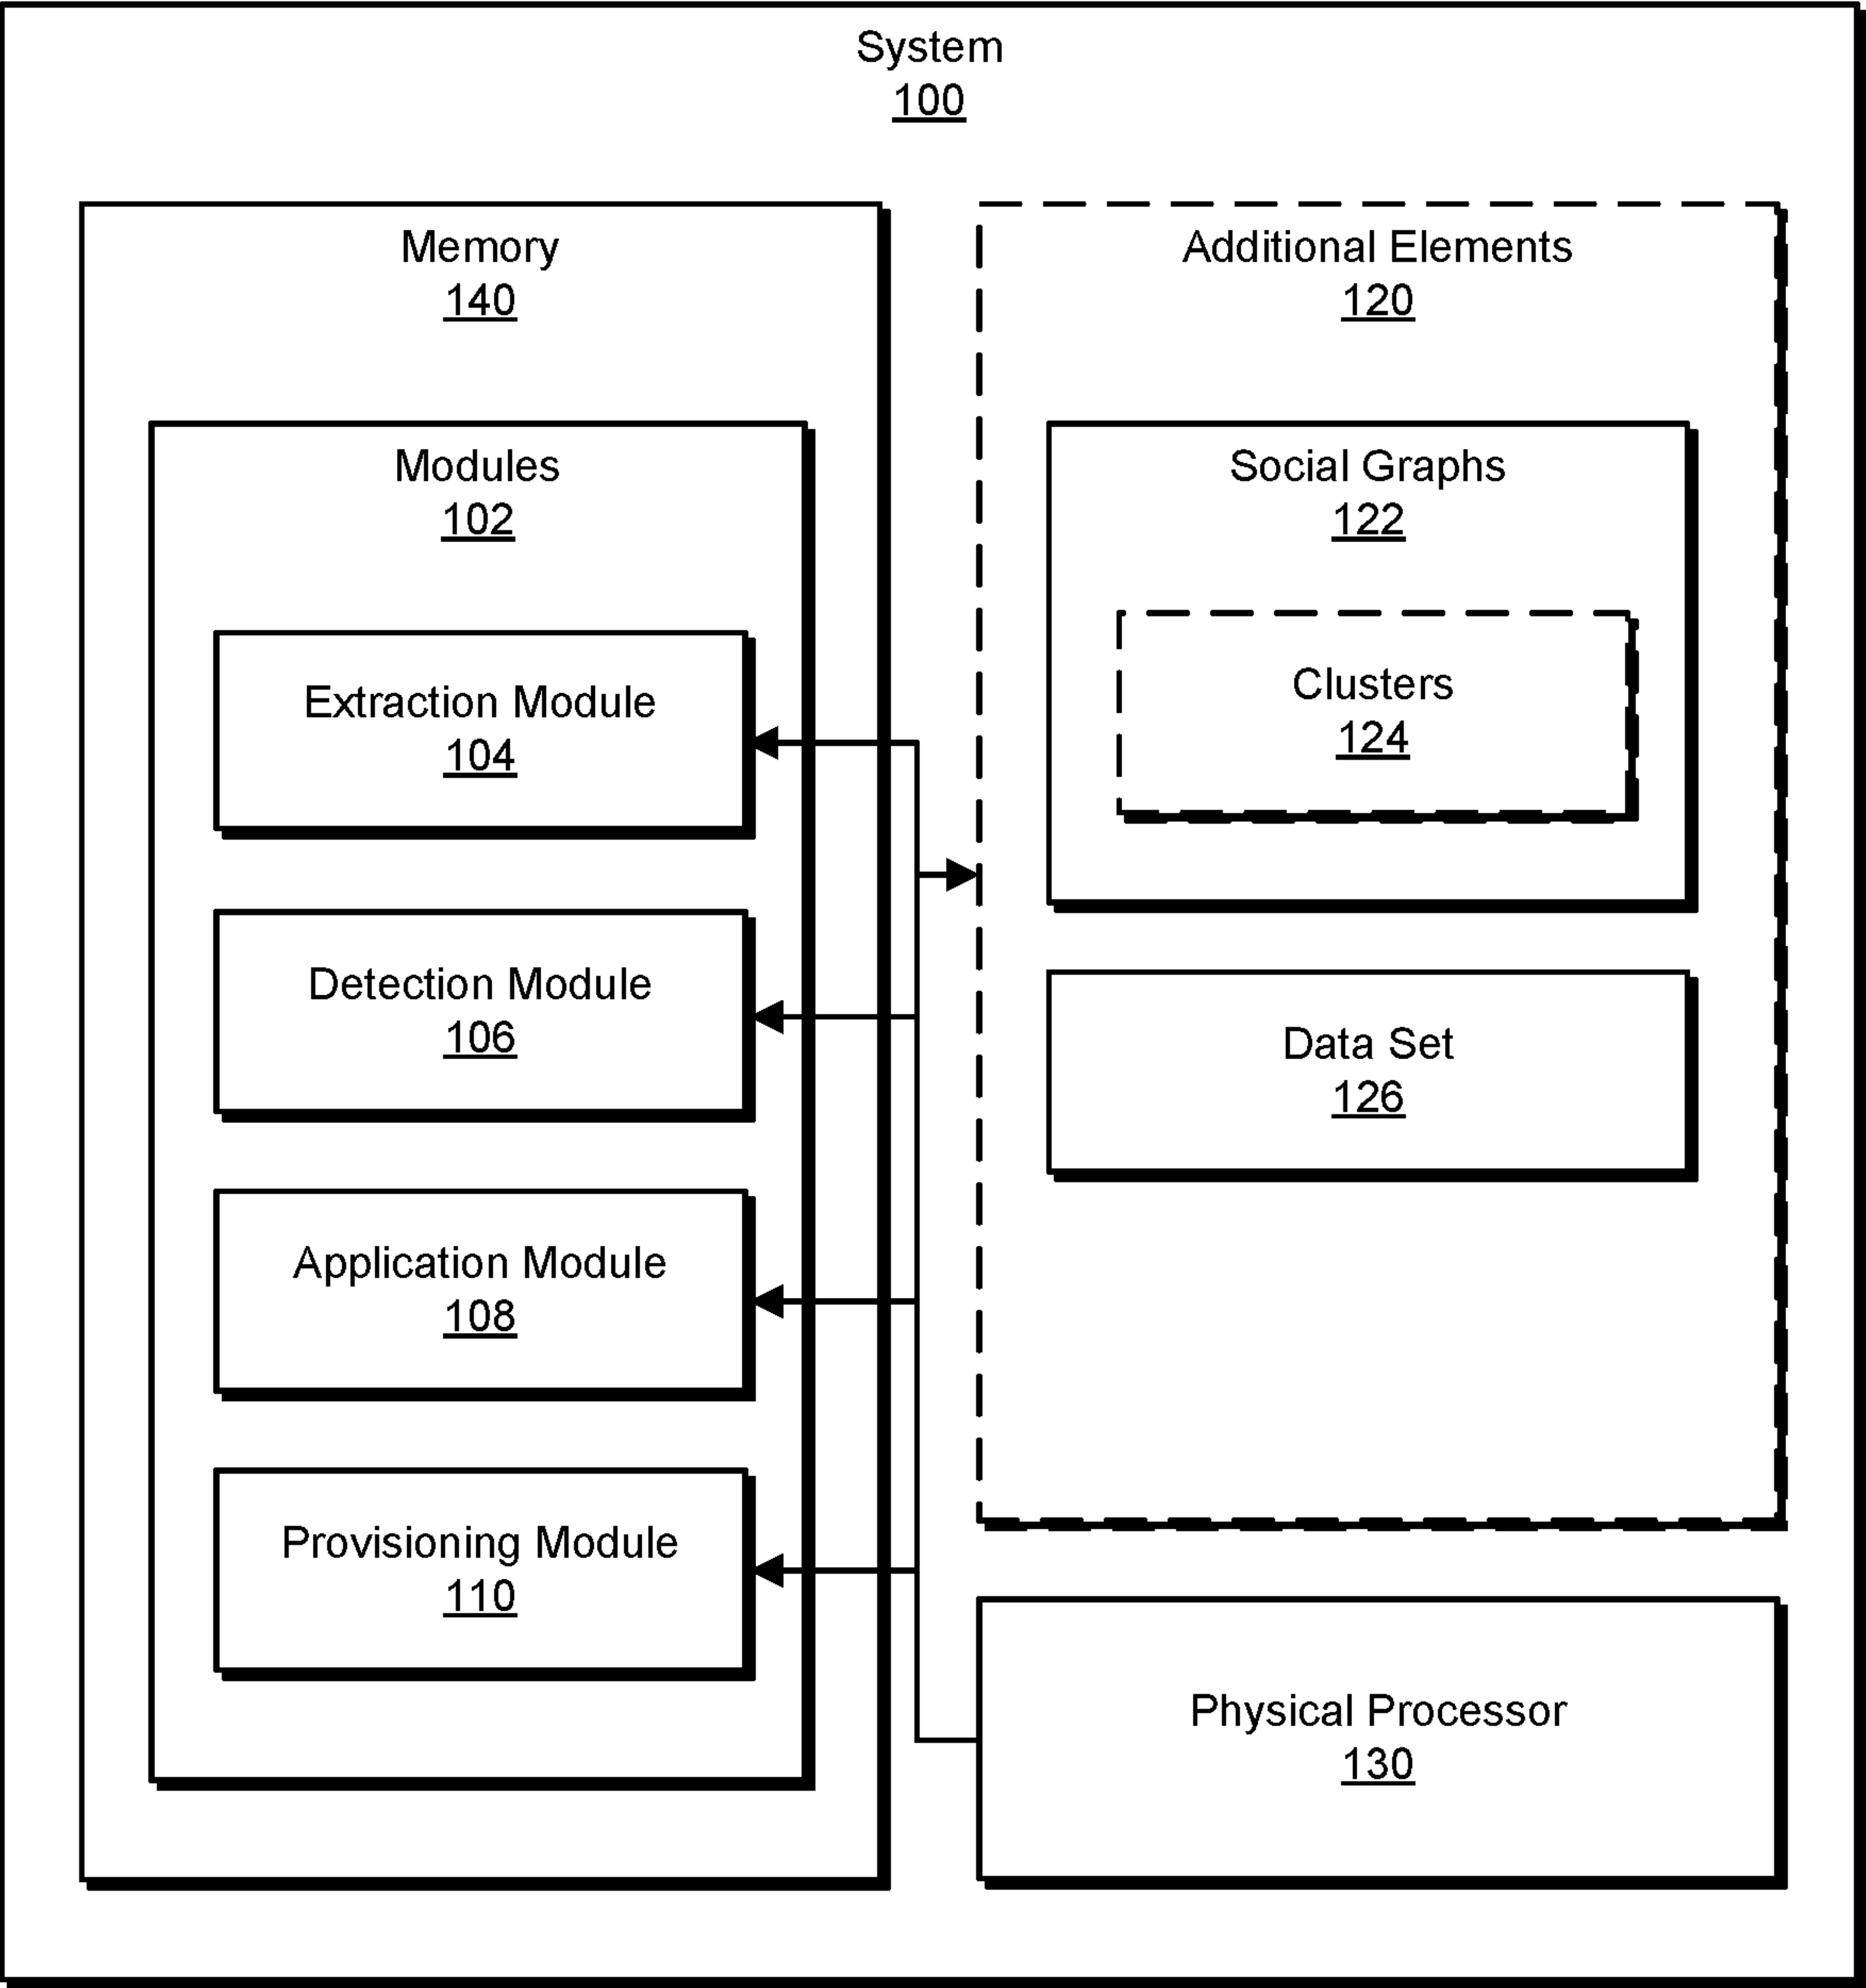 System
100
Memory
140
Modules
102
Extraction Module
104
Detection Module
106
Application Module
108
Provisioning Module
110
Additional Elements
120
Social Graphs
122
Clusters
124
Data Set
126
Physical Processor
130